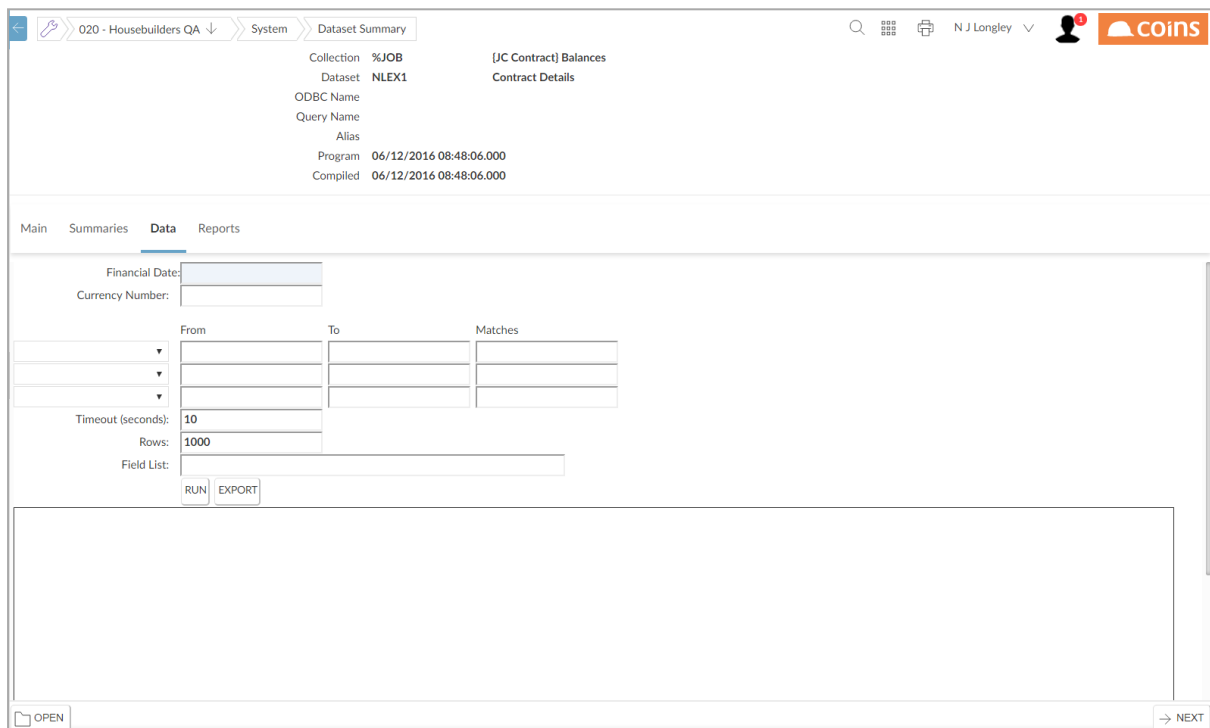 020 - Housebuilders QA ↓ System Dataset Summary N J Longley 1 coins
Collection %JOB [JC Contract] Balances
Dataset NLEX1 Contract Details
ODBC Name
Query Name
Alias
Program 06/12/2016 08:48:06.000
Compiled 06/12/2016 08:48:06.000
Main Summaries Data Reports
Financial Date:
Currency Number:
From To Matches
Timeout (seconds): 10
Rows: 1000
Field List:
RUN EXPORT
OPEN → NEXT